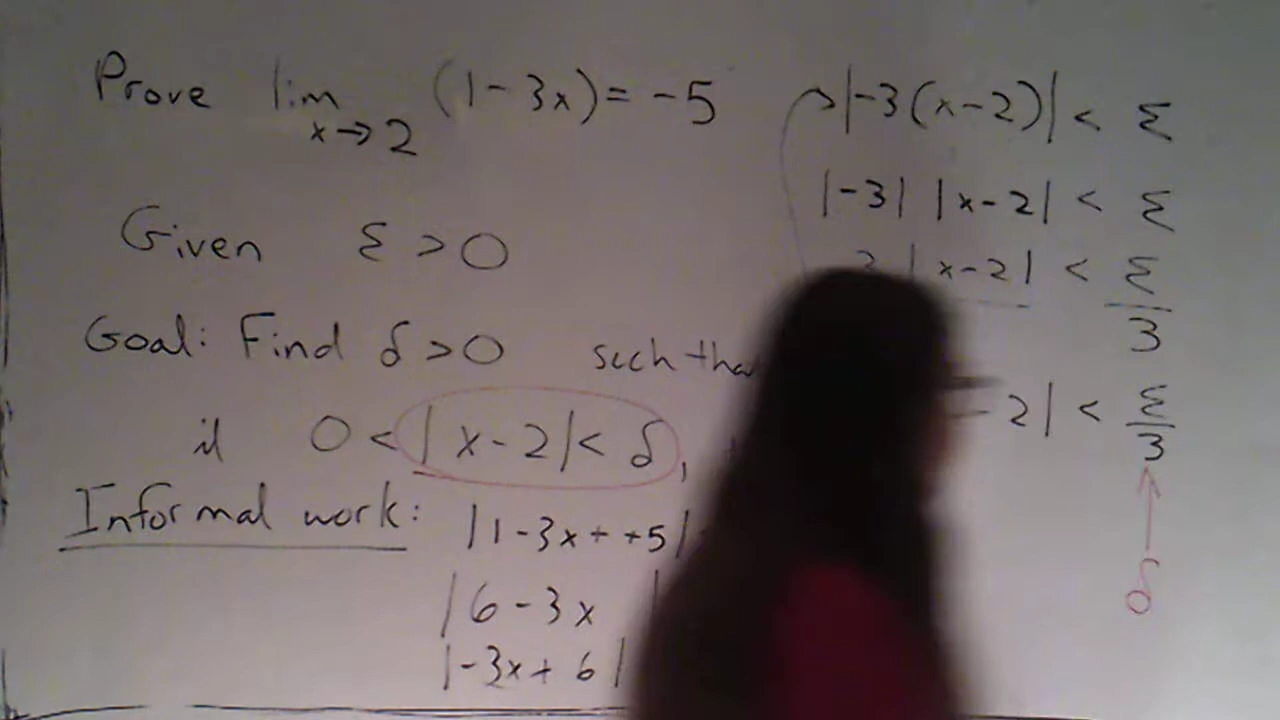 Prove lim (1-3x) = -5
x→2
Given ε > 0
Goal: Find δ > 0 such
if 0 < |x-2| < δ,
Informal work: |1-3x++5|
|6-3x |
|-3x+6|
|-3(x-2)| < ε
|-3| |x-2| < ε
|x-2| < ε
3
2| < ε/3
δ